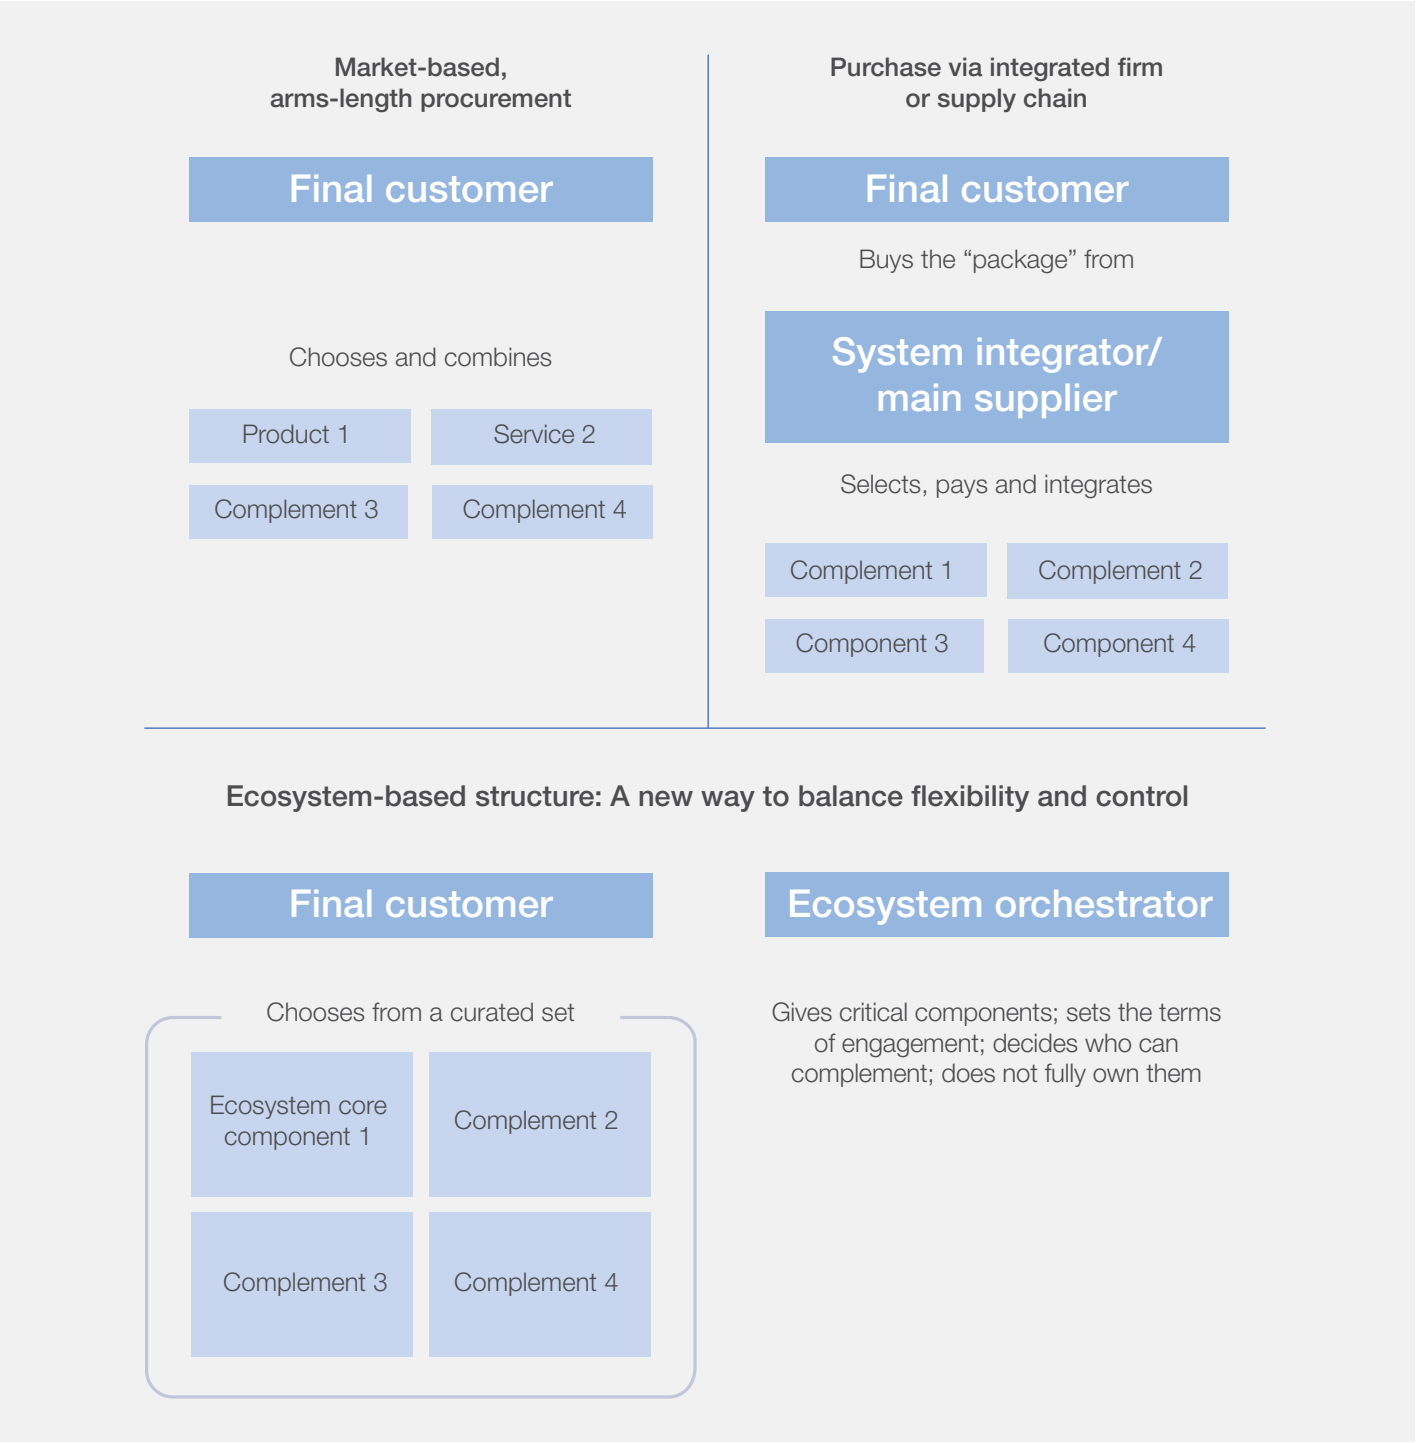 Market-based,
arms-length procurement
Final customer
Chooses and combines
Product 1
Service 2
Complement 3
Complement 4
Purchase via integrated firm
or supply chain
Final customer
Buys the “package” from
System integrator/
main supplier
Selects, pays and integrates
Complement 1
Complement 2
Component 3
Component 4
Ecosystem-based structure: A new way to balance flexibility and control
Final customer
Chooses from a curated set
Ecosystem core
component 1
Complement 2
Complement 3
Complement 4
Ecosystem orchestrator
Gives critical components; sets the terms
of engagement; decides who can
complement; does not fully own them